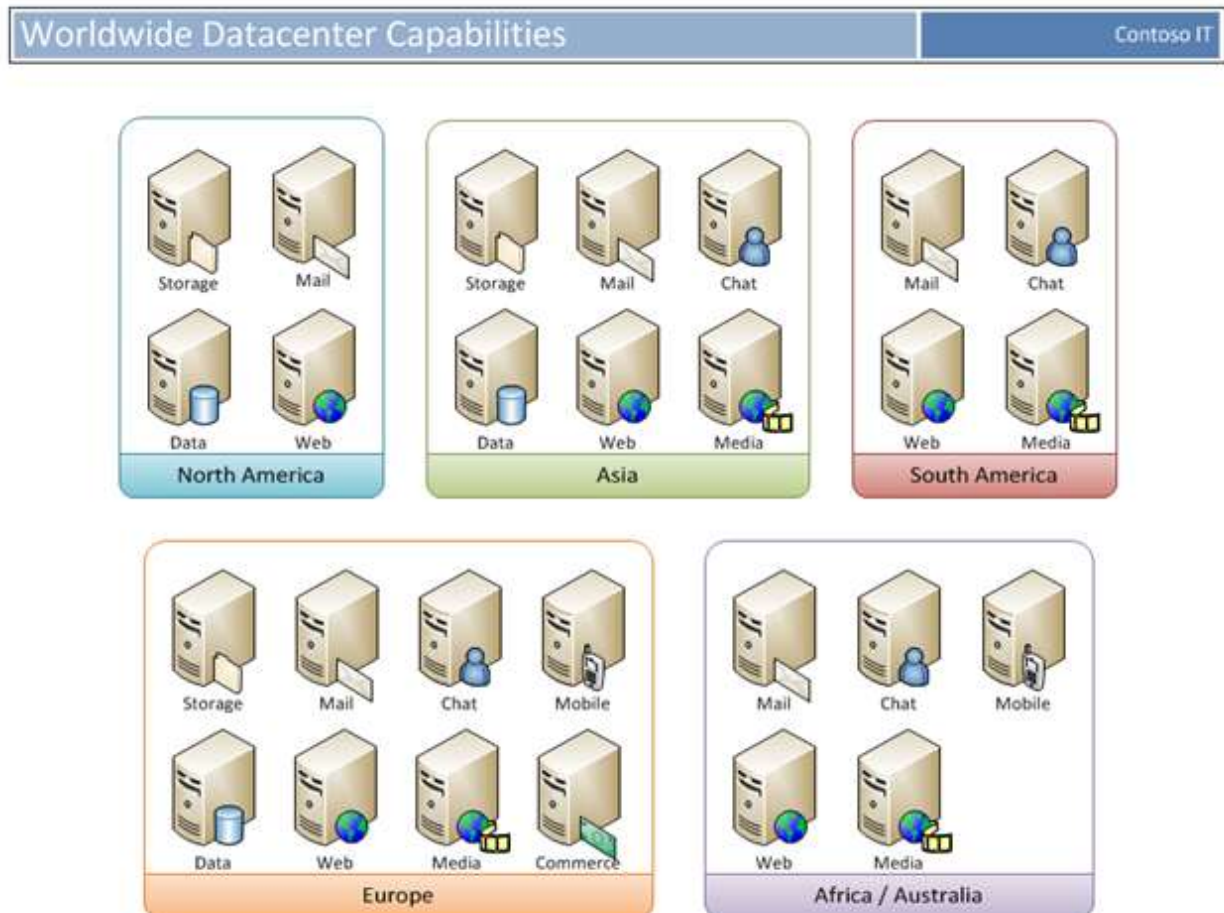 Worldwide Datacenter Capabilities
Contoso IT
Storage
Mail
Data
Web
North America
Storage
Mail
Chat
Data
Web
Media
Asia
Mail
Chat
Web
Media
South America
Storage
Mail
Chat
Mobile
Data
Web
Media
Commerce
Europe
Mail
Chat
Mobile
Web
Media
Africa / Australia